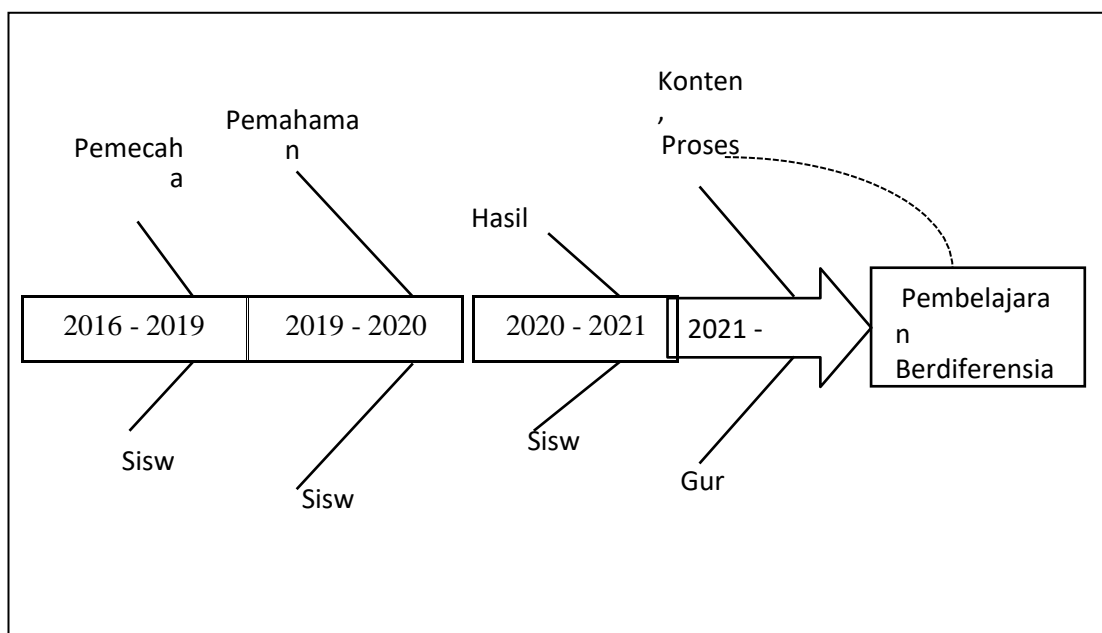 Konten
,
Proses
Pemahama
n
Pemecah
a
Hasil
2016 - 2019
2019 - 2020
2020 - 2021
2021 -
Pembelajara
n
Berdiferensia
Sisw
Sisw
Sisw
Gur